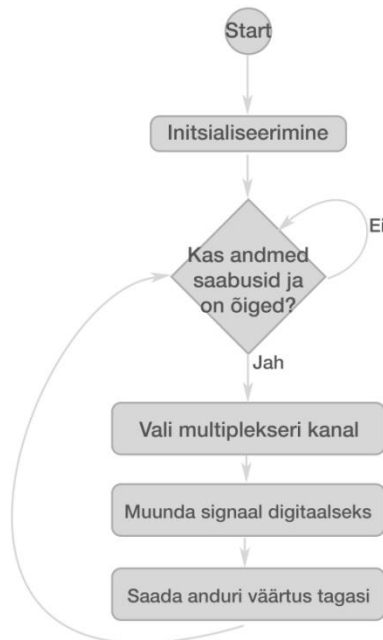 Start
Initsialiseerimine
Kas andmed
saabusid ja
on õiged?
Ei
Jah
Vali multiplekseri kanal
Muunda signaal digitaalseks
Saada anduri väärtus tagasi